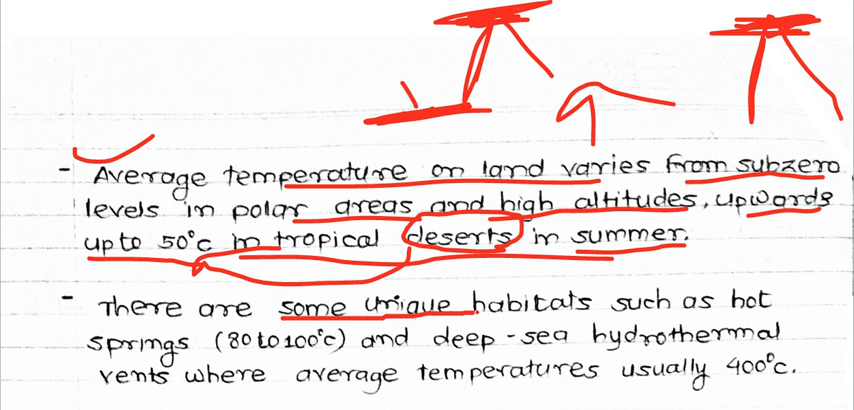 - Average temperature on land varies from subzero
levels in polar areas and high altitudes, upwards
up to 50°c in tropical deserts in summer.
- There are some unique habitats such as hot
springs (80 to 100°c) and deep-sea hydrothermal
vents where average temperatures usually 400°c.